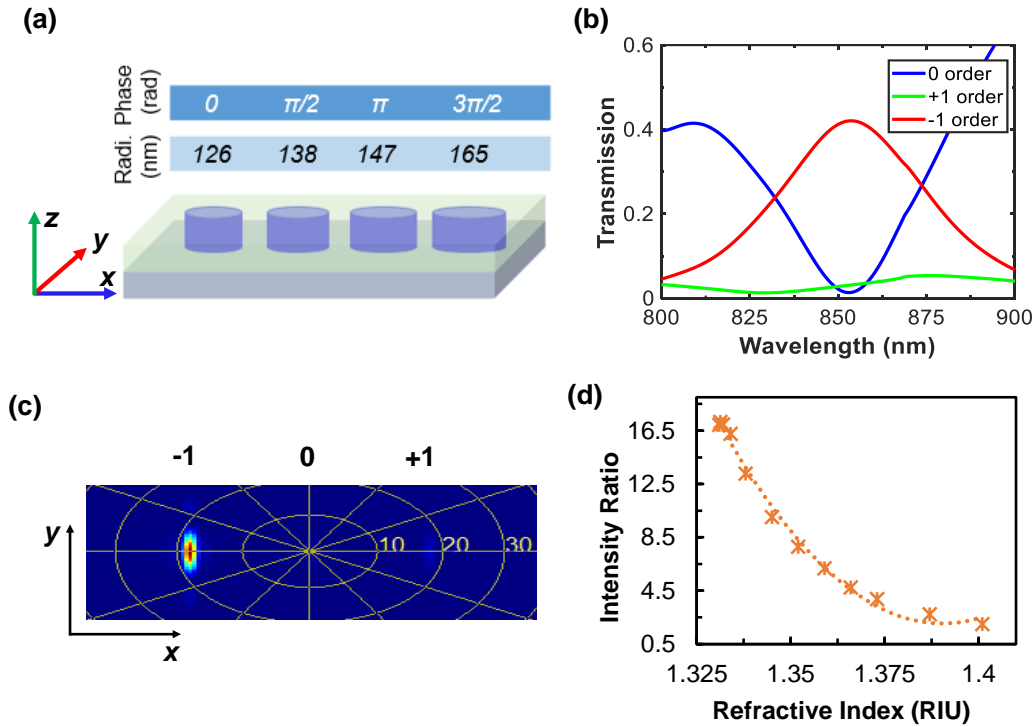 (a)
Phase (rad)
0 π/2 π 3π/2
Radi. (nm)
126 138 147 165
z
y
x
(b)
0.6
0.4
0.2
0
Transmission
0 order
+1 order
-1 order
800 825 850 875 900
Wavelength (nm)
(c)
-1 0 +1
y
10 20 30
x
(d)
16.5
12.5
8.5
4.5
0.5
Intensity Ratio
1.325 1.35 1.375 1.4
Refractive Index (RIU)